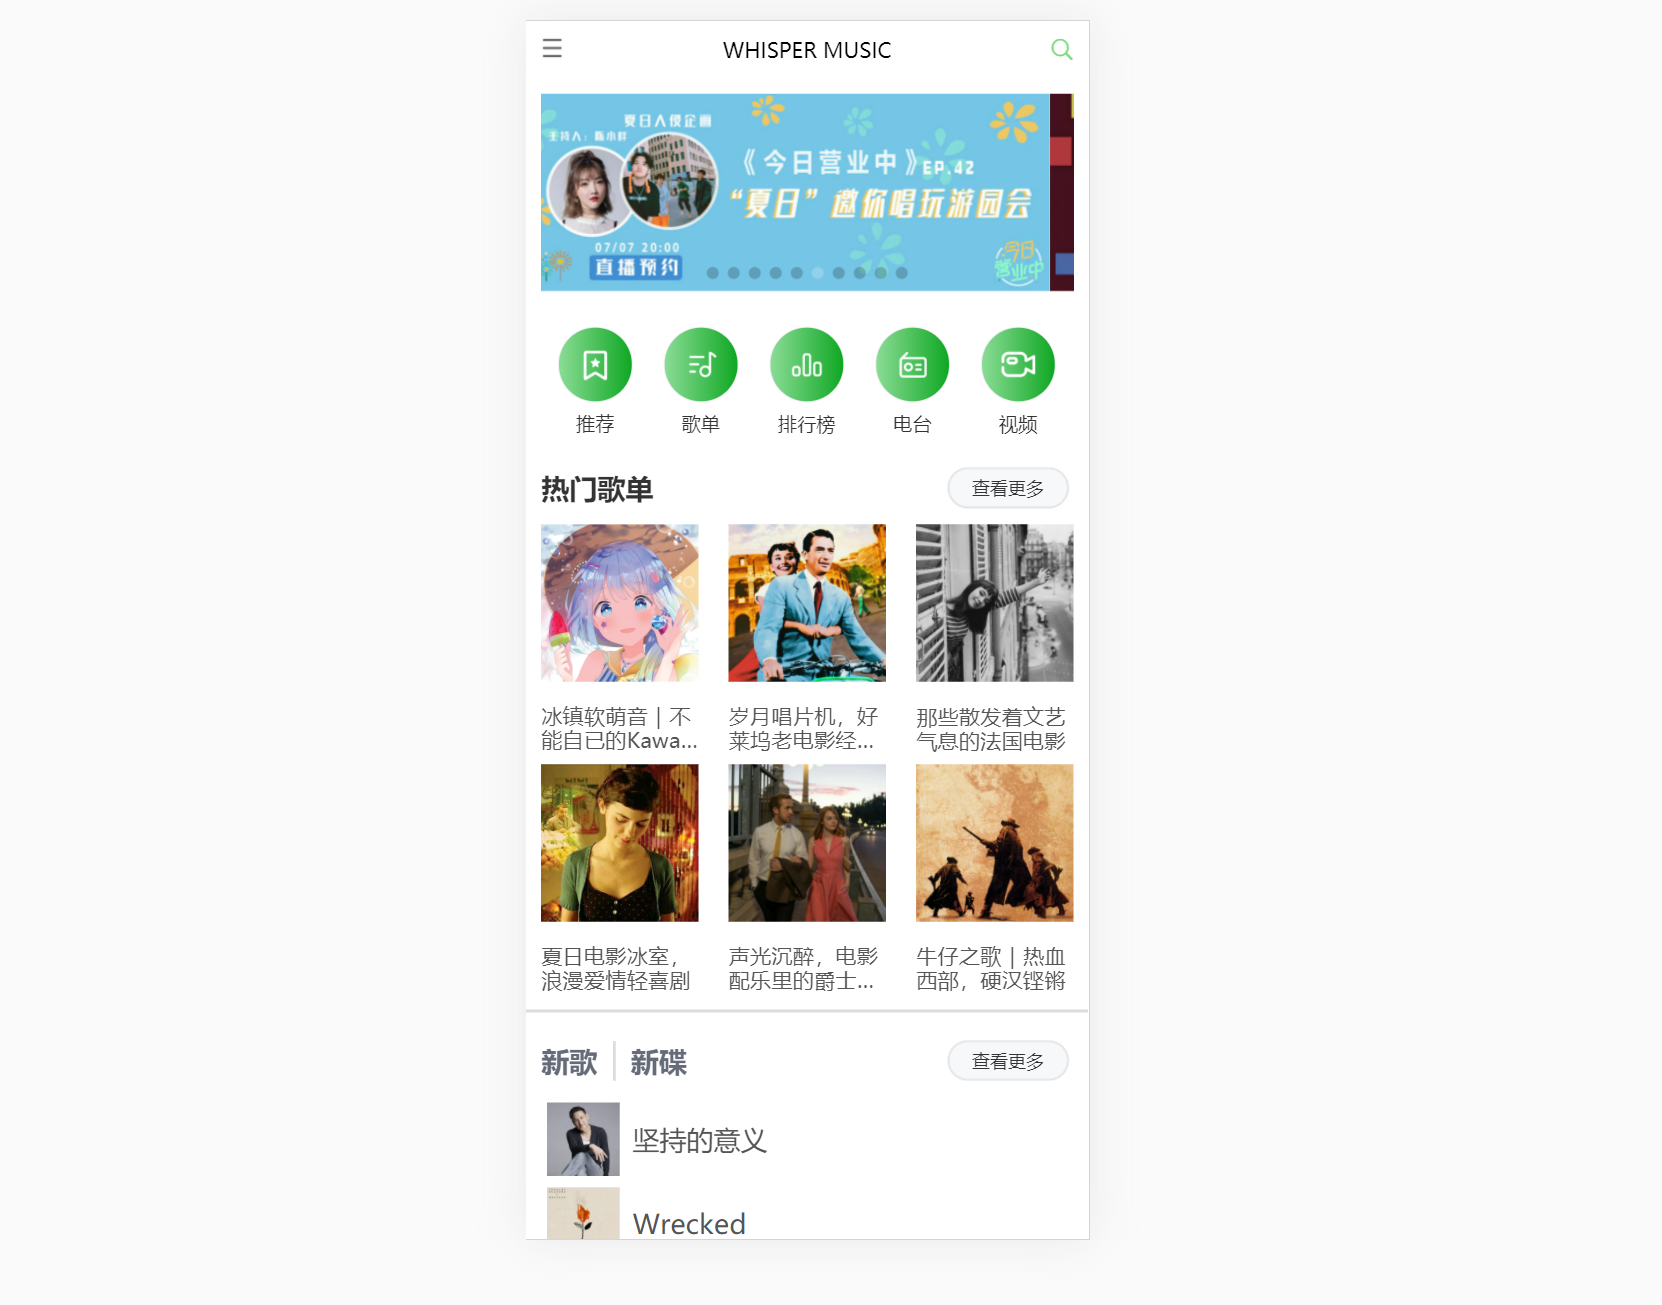 WHISPER MUSIC
夏日入侵企画
主持人：陈小样
《今日营业中》EP.42
“夏日”邀你唱玩游园会
07/07 20:00
直播预约
今日
营业中
推荐
歌单
排行榜
电台
视频
热门歌单
查看更多
冰镇软萌音 | 不
能自已的Kawa...
岁月唱片机，好
莱坞老电影经...
那些散发着文艺
气息的法国电影
夏日电影冰室，
浪漫爱情轻喜剧
声光沉醉，电影
配乐里的爵士...
牛仔之歌 | 热血
西部，硬汉铿锵
新歌
新碟
查看更多
坚持的意义
Wrecked